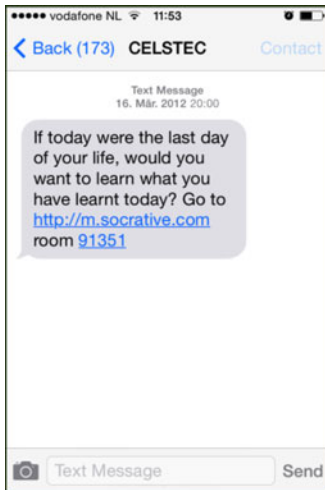 vodafone NL 11:53
Back (173) CELSTEC Contact
Text Message
16. Mär. 2012 20:00
If today were the last day
of your life, would you
want to learn what you
have learnt today? Go to
http://m.socrative.com
room 91351
Text Message Send